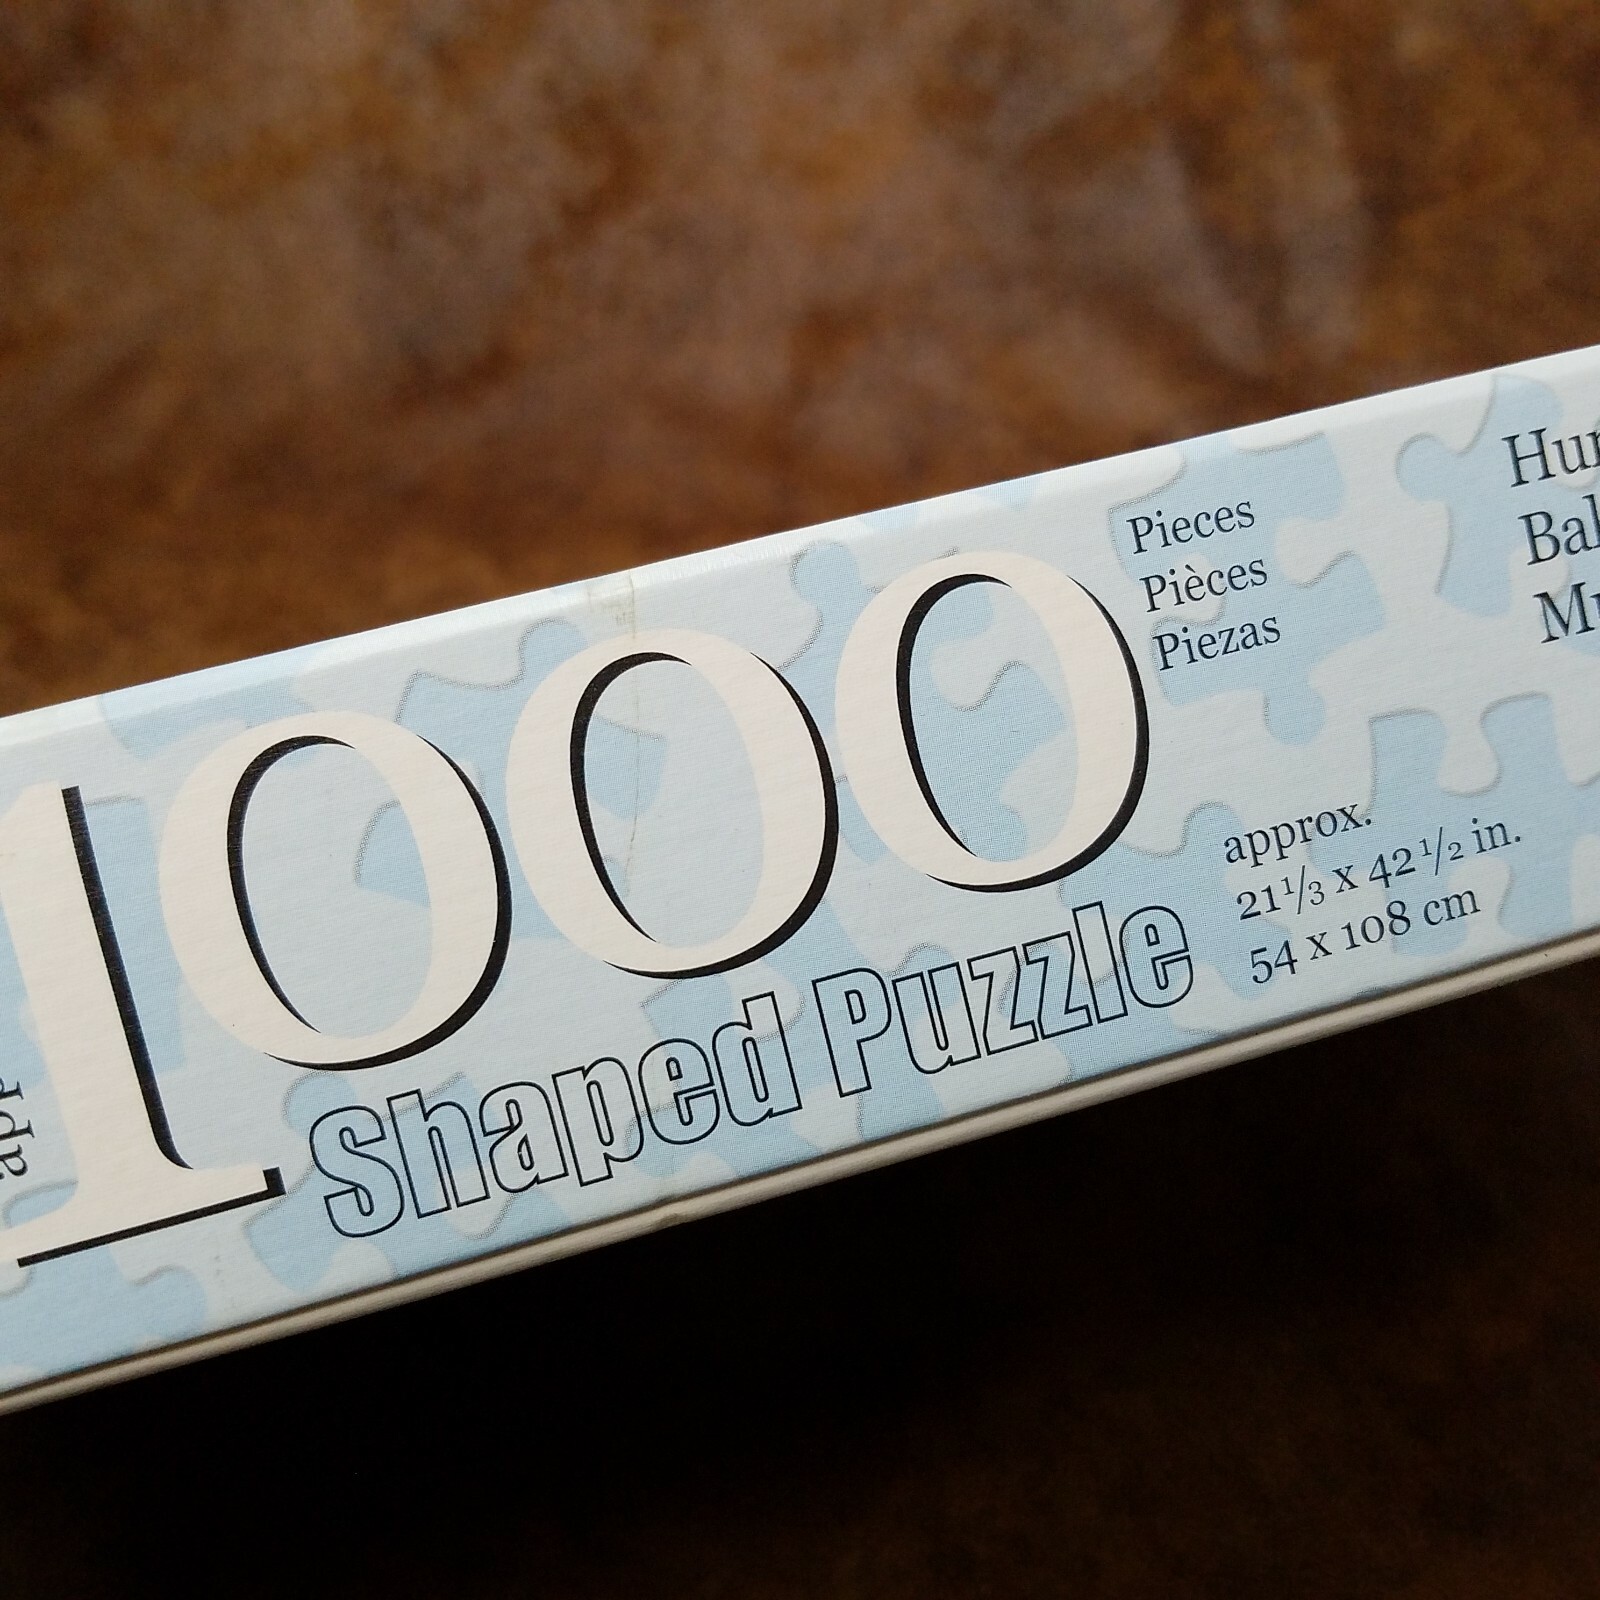 1000
Pieces
Pièces
Piezas
Shaped Puzzle
approx.
21 1/3 x 42 1/2 in.
54 x 108 cm